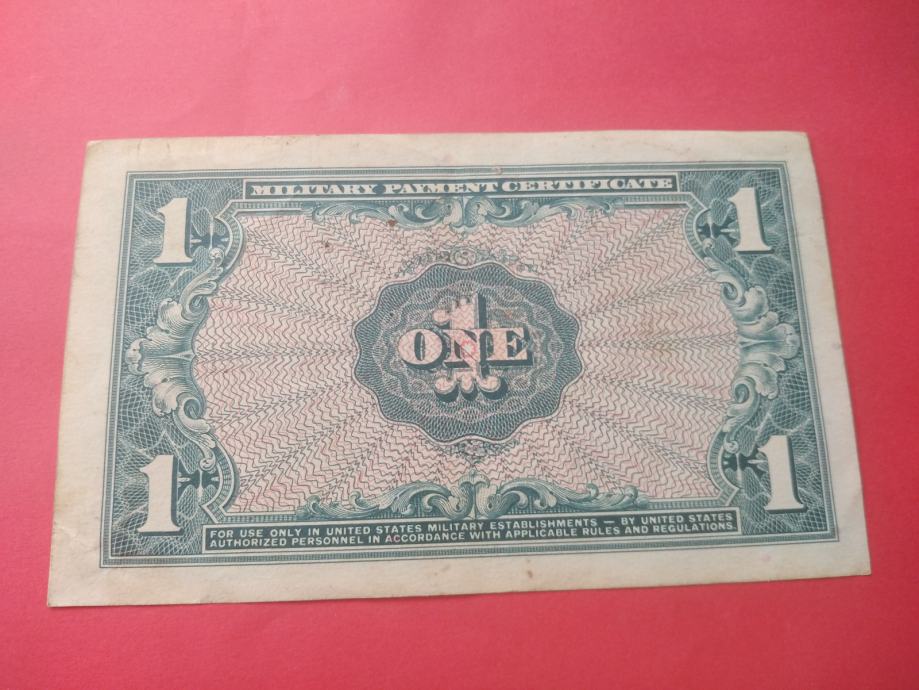 MILITARY PAYMENT CERTIFICATE
1 1
1
ONE
1 1
FOR USE ONLY IN UNITED STATES MILITARY ESTABLISHMENTS — BY UNITED STATES
AUTHORIZED PERSONNEL IN ACCORDANCE WITH APPLICABLE RULES AND REGULATIONS.